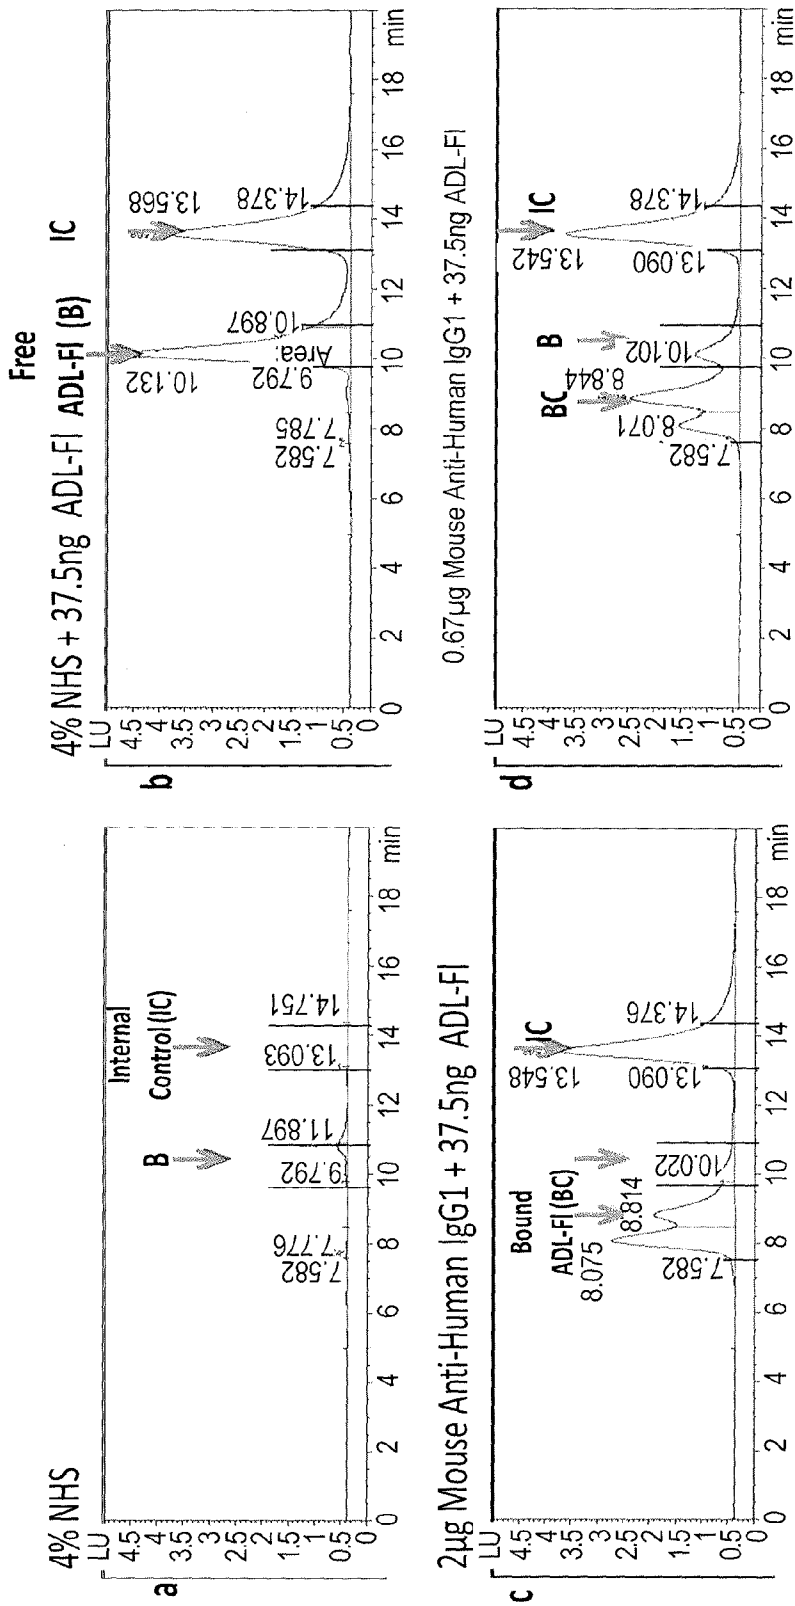 a
4% NHS
LU
4.5
4
3.5
3
2.5
2
1.5
1
0.5
0
B
Internal
Control (IC)
7.582
7.776
9.792
11.897
13.093
14.751
0 2 4 6 8 10 12 14 16 18 min
b
4% NHS + 37.5ng ADL-Fl
Free
ADL-Fl (B)
IC
LU
4.5
4
3.5
3
2.5
2
1.5
1
0.5
0
10.132
13.568
7.582
7.785
9.792
Area:
10.897
14.378
0 2 4 6 8 10 12 14 16 18 min
c
2µg Mouse Anti-Human IgG1 + 37.5ng ADL-Fl
LU
4.5
4
3.5
3
2.5
2
1.5
1
0.5
0
Bound
ADL-Fl (BC)
IC
8.075
8.814
13.548
7.582
10.022
13.090
14.376
0 2 4 6 8 10 12 14 16 18 min
d
0.67µg Mouse Anti-Human IgG1 + 37.5ng ADL-Fl
LU
4.5
4
3.5
3
2.5
2
1.5
1
0.5
0
BC
B
IC
8.844
13.542
7.582
8.071
10.102
13.090
14.378
0 2 4 6 8 10 12 14 16 18 min